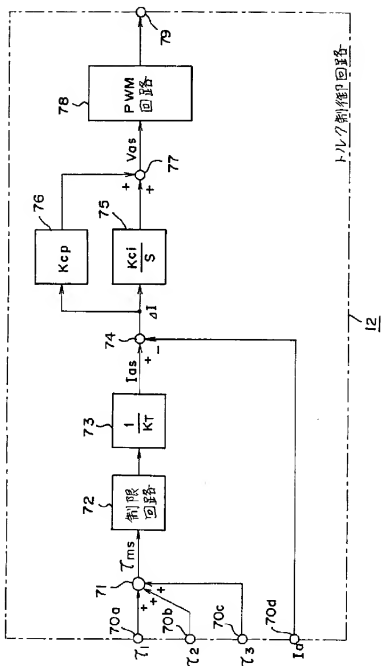 τ1
70a
τ2
70b
τ3
70c
Ia
70d
71
+
+
+
τms
72
制限
回路
73
1
KT
Ias
74
+
-
ΔI
76
Kcp
75
Kci
S
+
+
77
Vas
78
PWM
回路
79
トルク制御回路
12